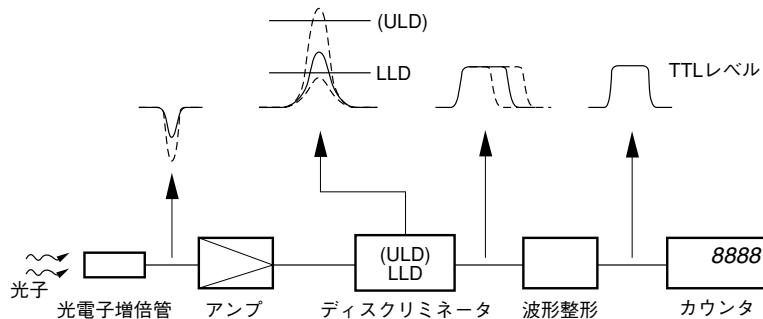 (ULD)
LLD
TTLレベル
(ULD)
LLD
8888
光子
光電子増倍管
アンプ
ディスクリミネータ
波形整形
カウンタ